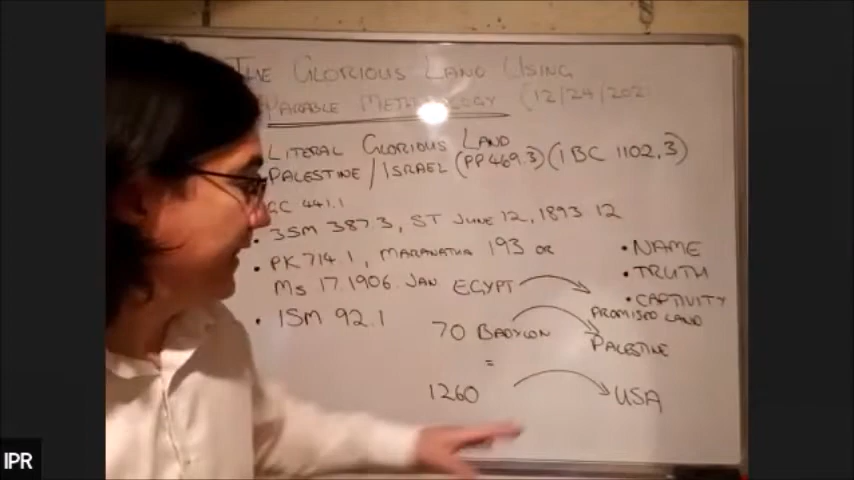 THE GLORIOUS LAND USING
PARABLE METHODOLOGY (12/24/202
LITERAL GLORIOUS LAND
PALESTINE/ISRAEL (PP469.3)(1BC 1102.3)
GC 441.1
• 3SM 387.3, ST JUNE 12, 1893 12
• PK 714.1, MARANATHA 193 OR
MS 17.1906. JAN
• 1SM 92.1
• NAME
• TRUTH
• CAPTIVITY
EGYPT
PROMISED LAND
70 BABYLON
PALESTINE
=
1260
USA
IPR